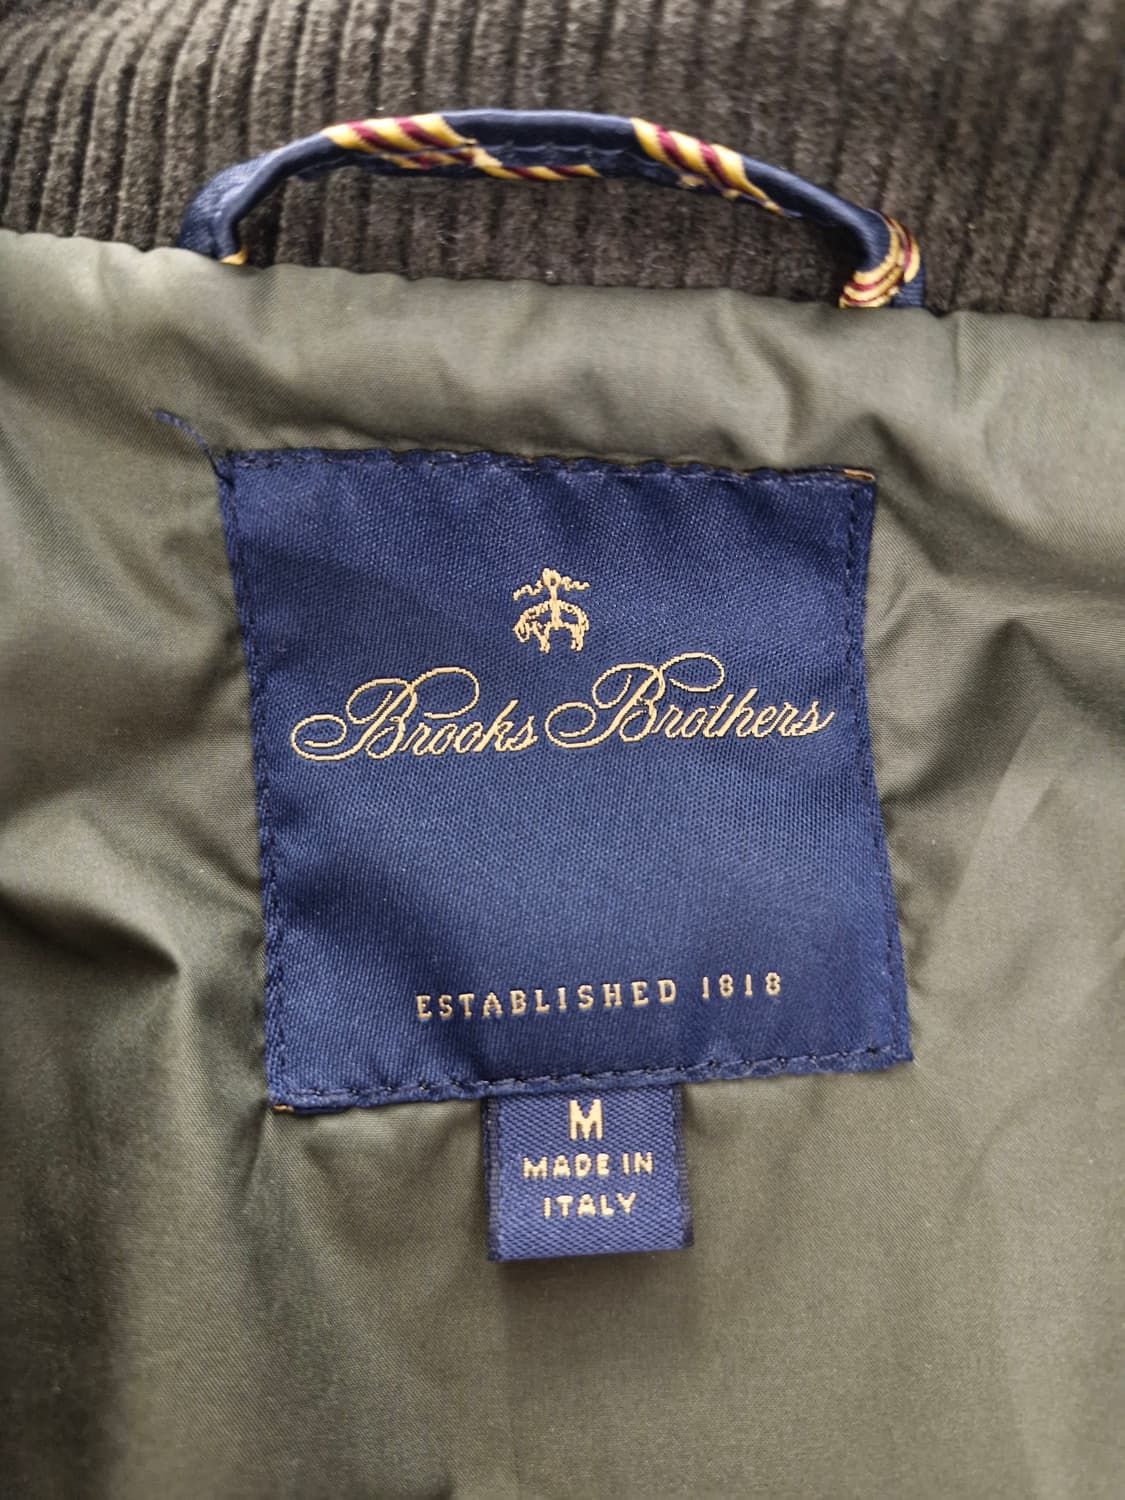 Brooks Brothers
ESTABLISHED 1818
M
MADE IN
ITALY